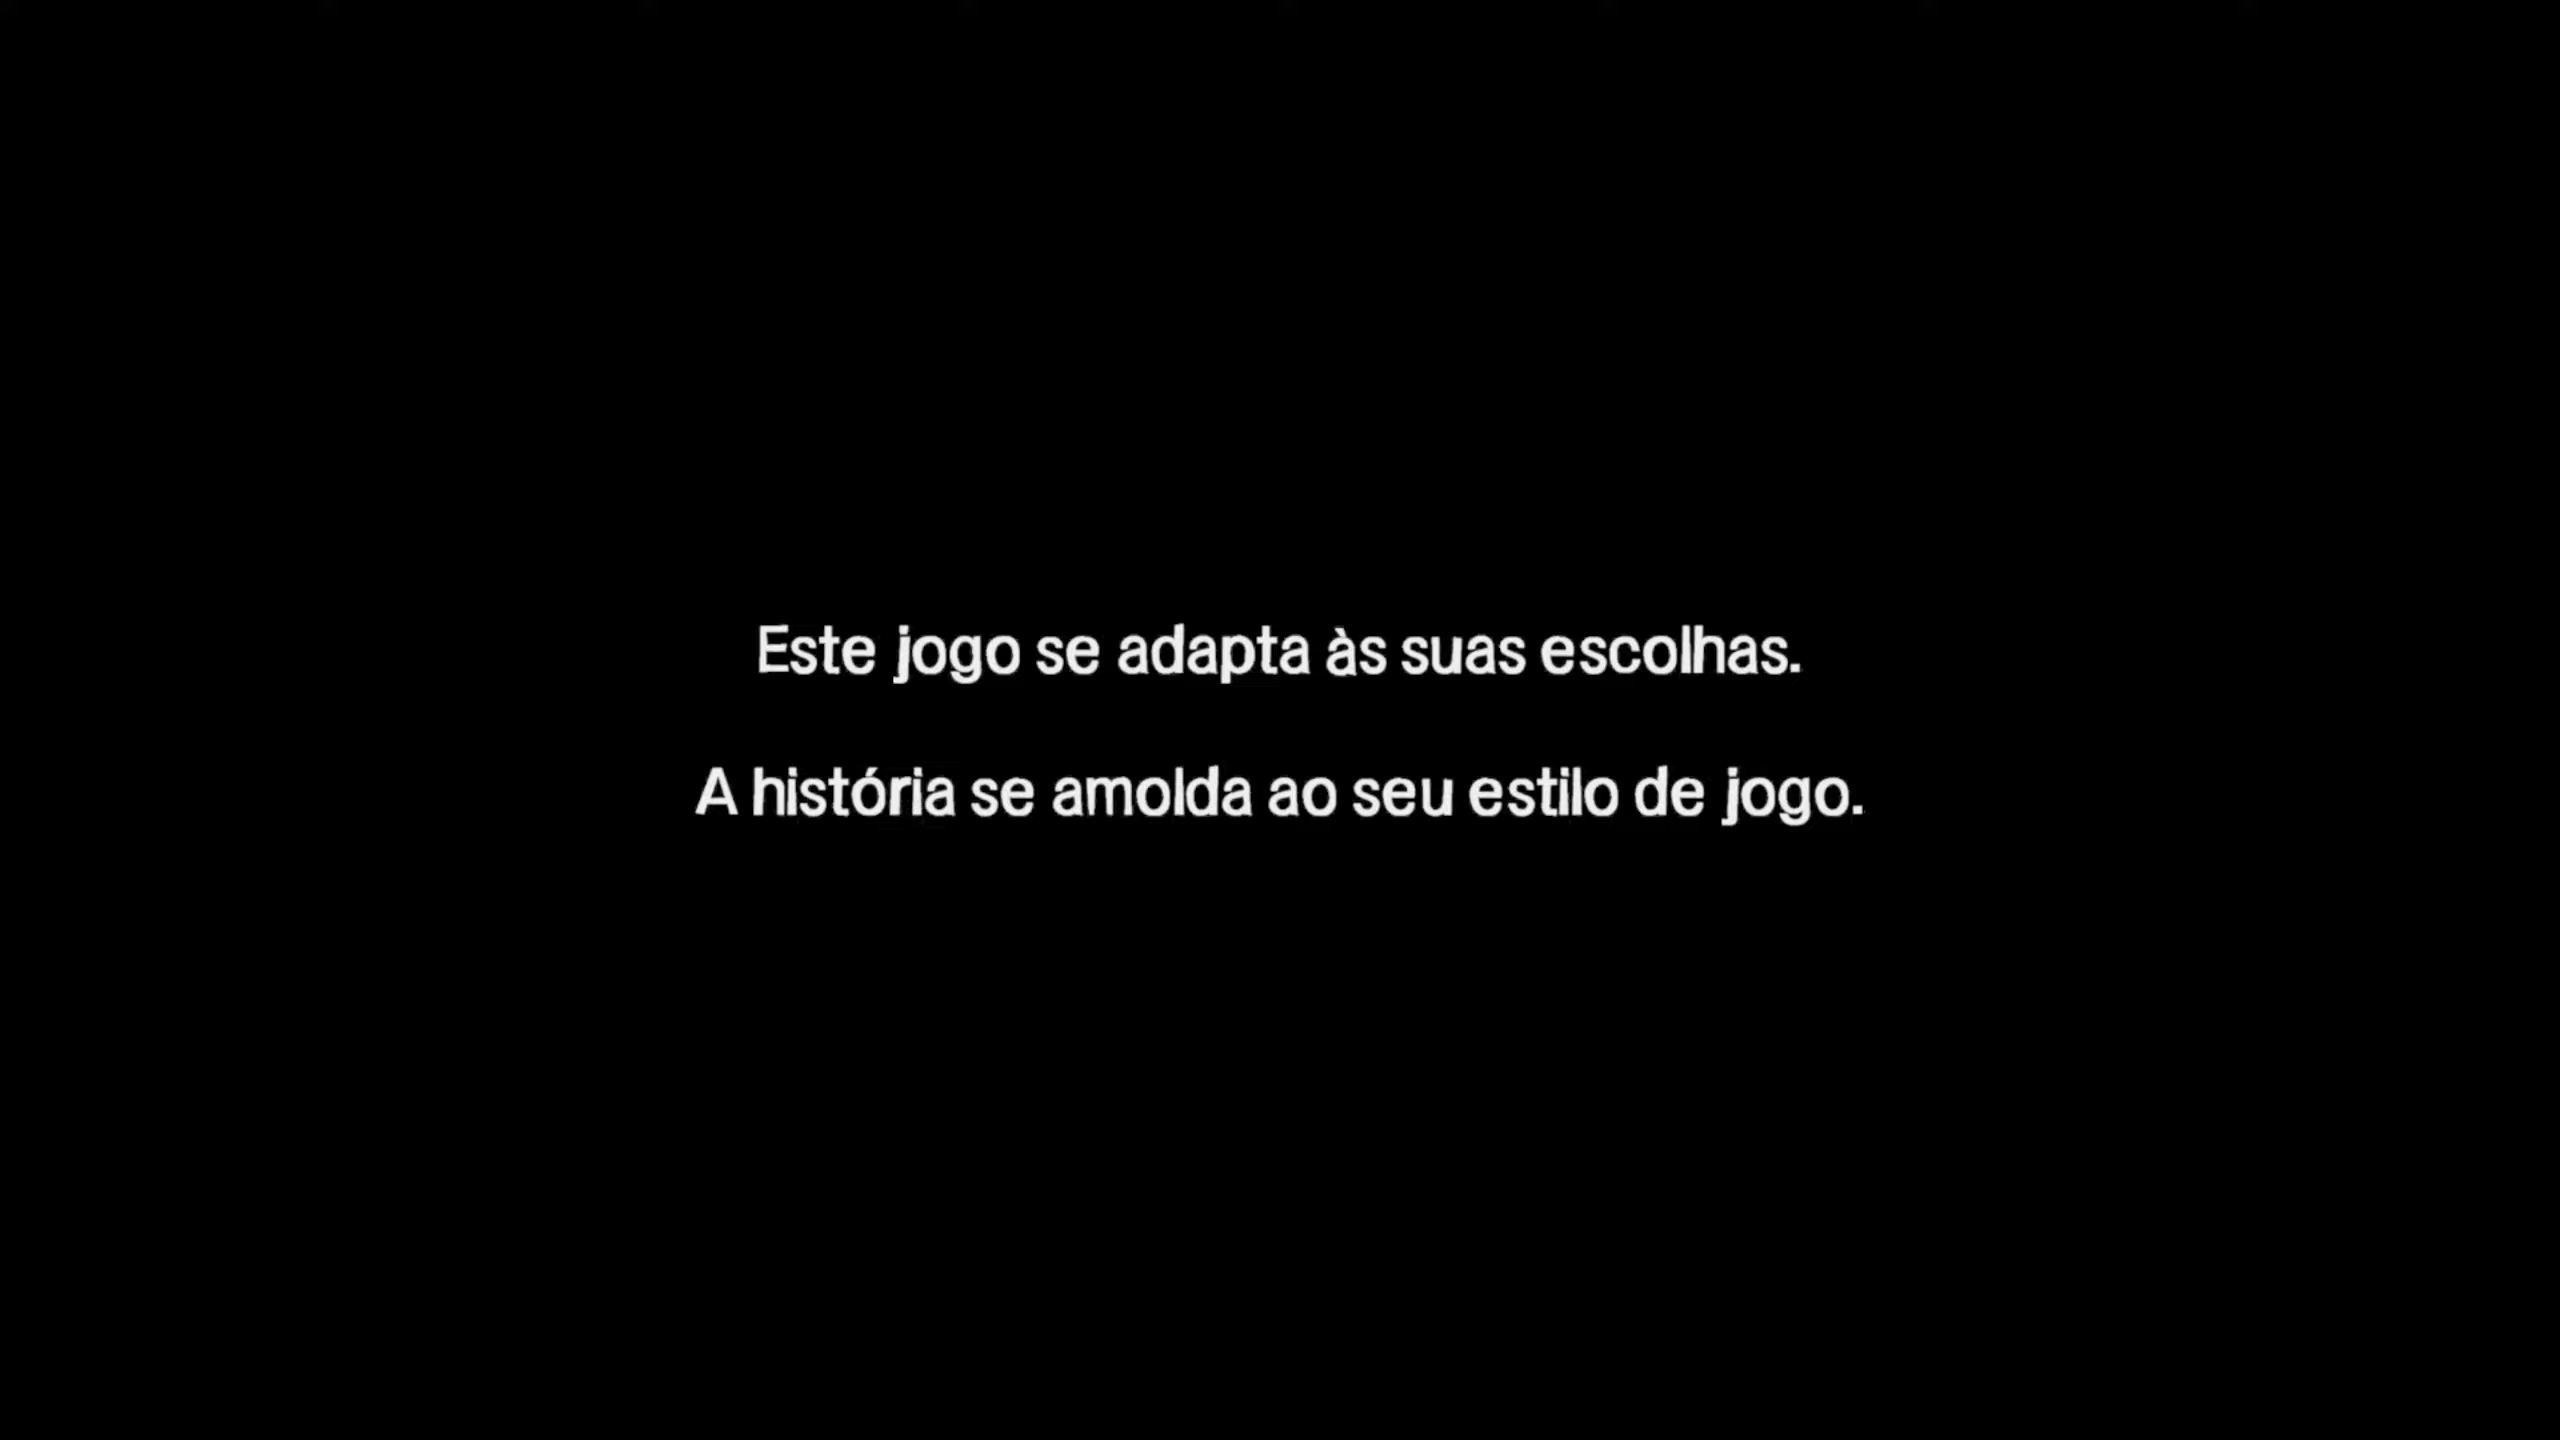 Este jogo se adapta às suas escolhas.
A história se amolda ao seu estilo de jogo.